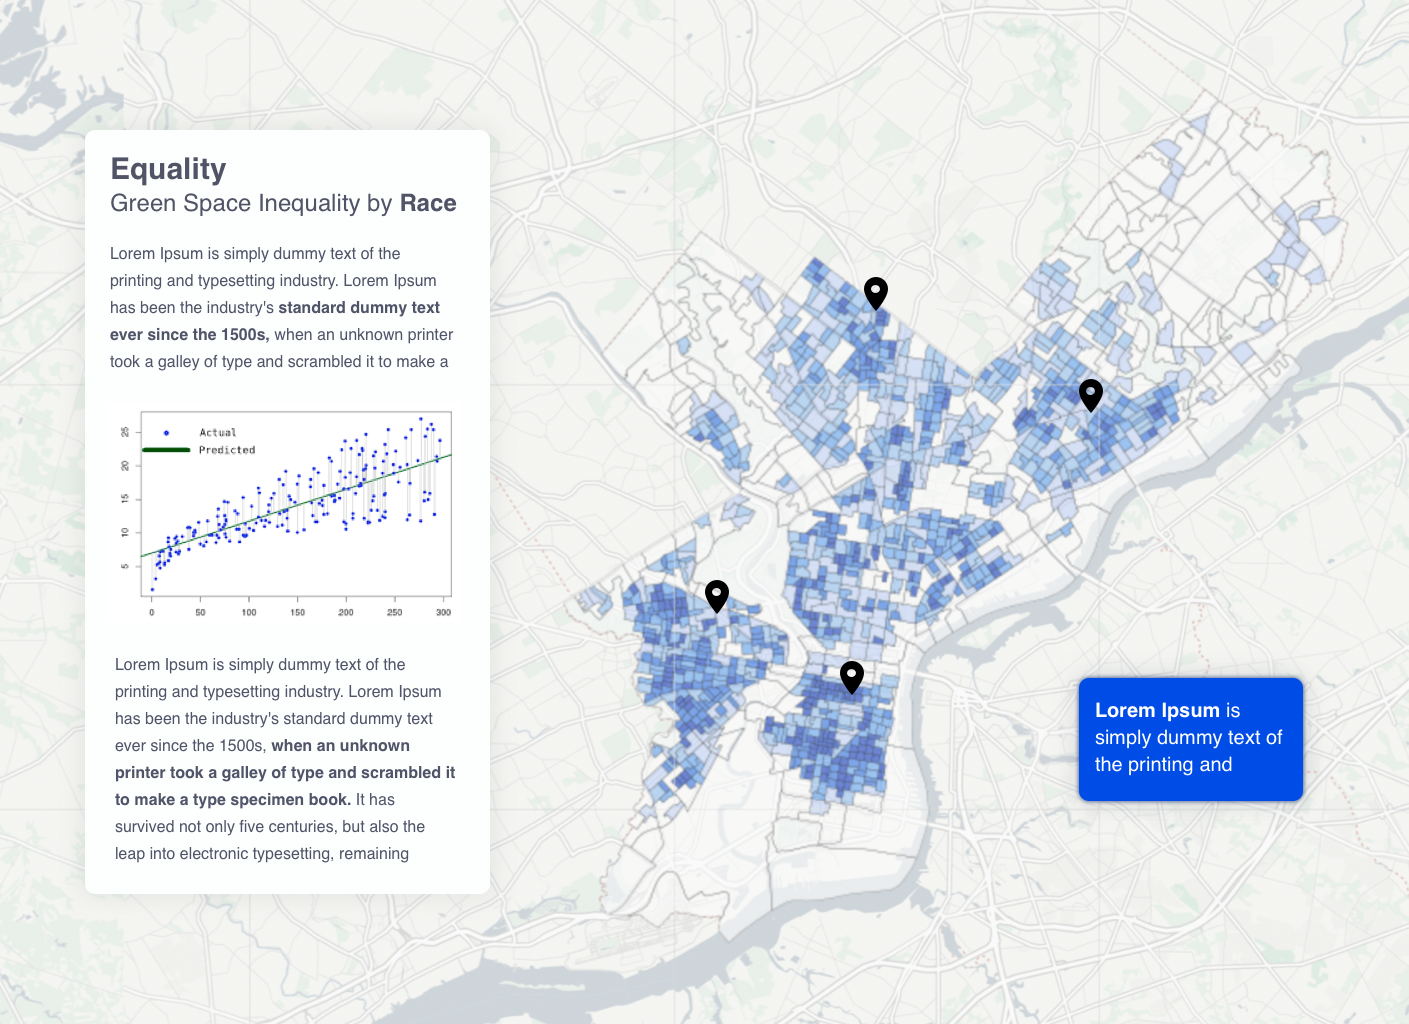 Equality
Green Space Inequality by Race
Lorem Ipsum is simply dummy text of the
printing and typesetting industry. Lorem Ipsum
has been the industry's standard dummy text
ever since the 1500s, when an unknown printer
took a galley of type and scrambled it to make a
Actual
Predicted
25
20
15
10
5
0 50 100 150 200 250 300
Lorem Ipsum is simply dummy text of the
printing and typesetting industry. Lorem Ipsum
has been the industry's standard dummy text
ever since the 1500s, when an unknown
printer took a galley of type and scrambled it
to make a type specimen book. It has
survived not only five centuries, but also the
leap into electronic typesetting, remaining
Lorem Ipsum is
simply dummy text of
the printing and